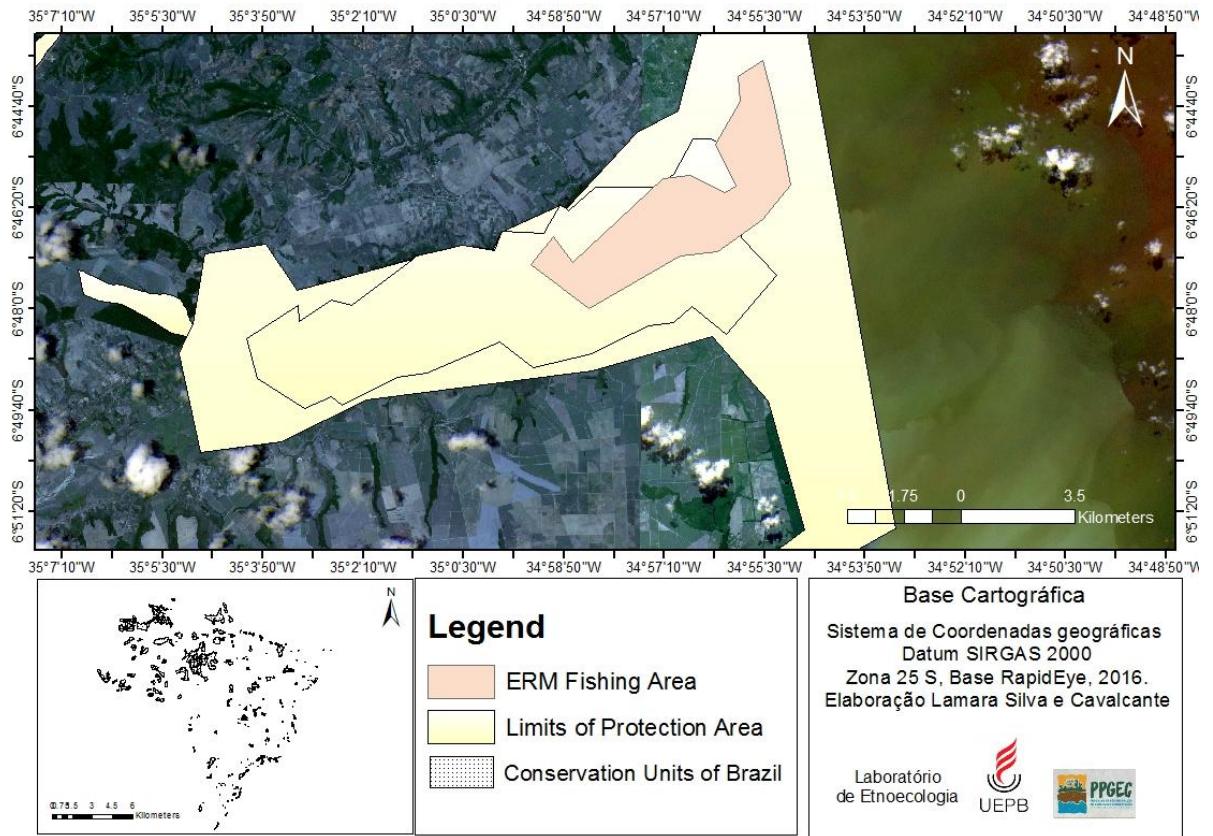 35°7'10"W 35°5'30"W 35°3'50"W 35°2'10"W 35°0'30"W 34°58'50"W 34°57'10"W 34°55'30"W 34°53'50"W 34°52'10"W 34°50'30"W 34°48'50"W
N
6°44'40"S 6°44'40"S
6°46'20"S 6°46'20"S
6°48'0"S 6°48'0"S
6°49'40"S 6°49'40"S
6°51'20"S 6°51'20"S
1.75 0 3.5
Kilometers
35°7'10"W 35°5'30"W 35°3'50"W 35°2'10"W 35°0'30"W 34°58'50"W 34°57'10"W 34°55'30"W 34°53'50"W 34°52'10"W 34°50'30"W 34°48'50"W
N
3 4.5 6
Kilometers
Legend
ERM Fishing Area
Limits of Protection Area
Conservation Units of Brazil
Base Cartográfica
Sistema de Coordenadas geográficas
Datum SIRGAS 2000
Zona 25 S, Base RapidEye, 2016.
Elaboração Lamara Silva e Cavalcante
Laboratório
de Etnoecologia
UEPB
PPGEC